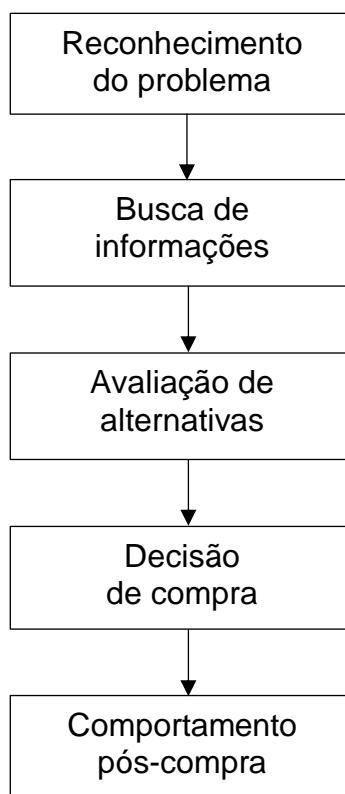 Reconhecimento
do problema
Busca de
informações
Avaliação de
alternativas
Decisão
de compra
Comportamento
pós-compra